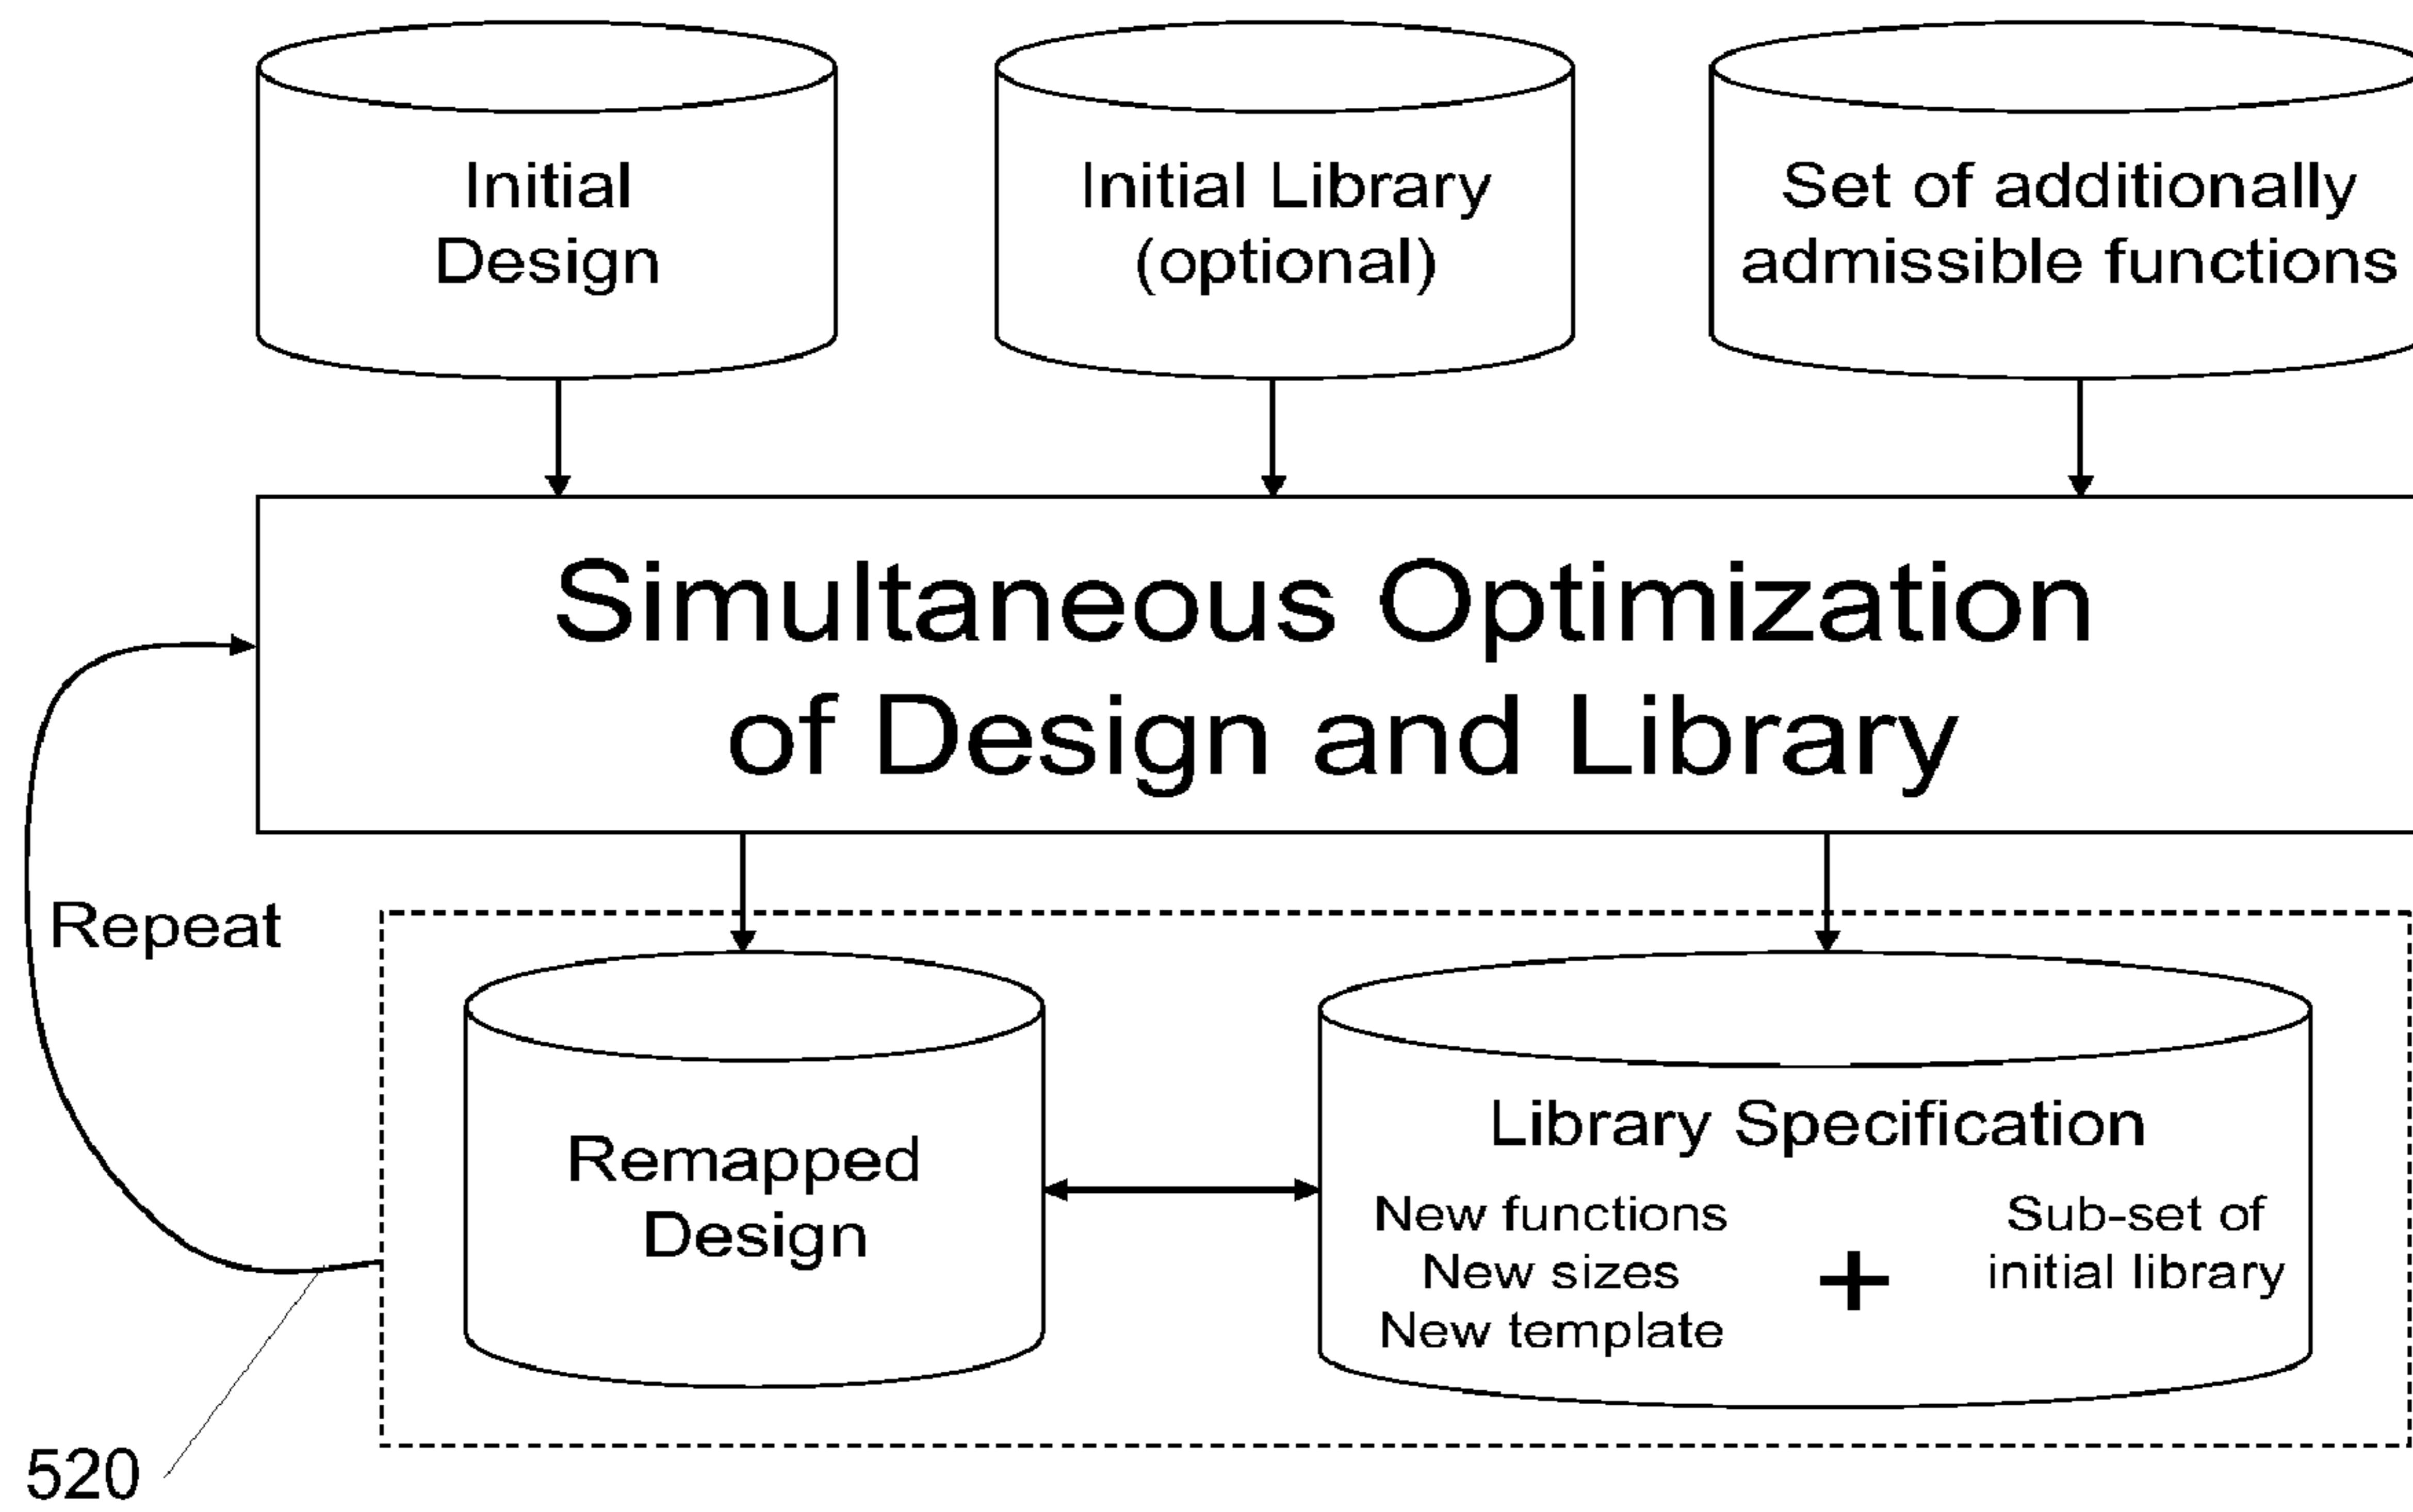 Initial
Design
Initial Library
(optional)
Set of additionally
admissible functions
Simultaneous Optimization
of Design and Library
Repeat
Remapped
Design
Library Specification
New functions
New sizes
New template
+
Sub-set of
initial library
520